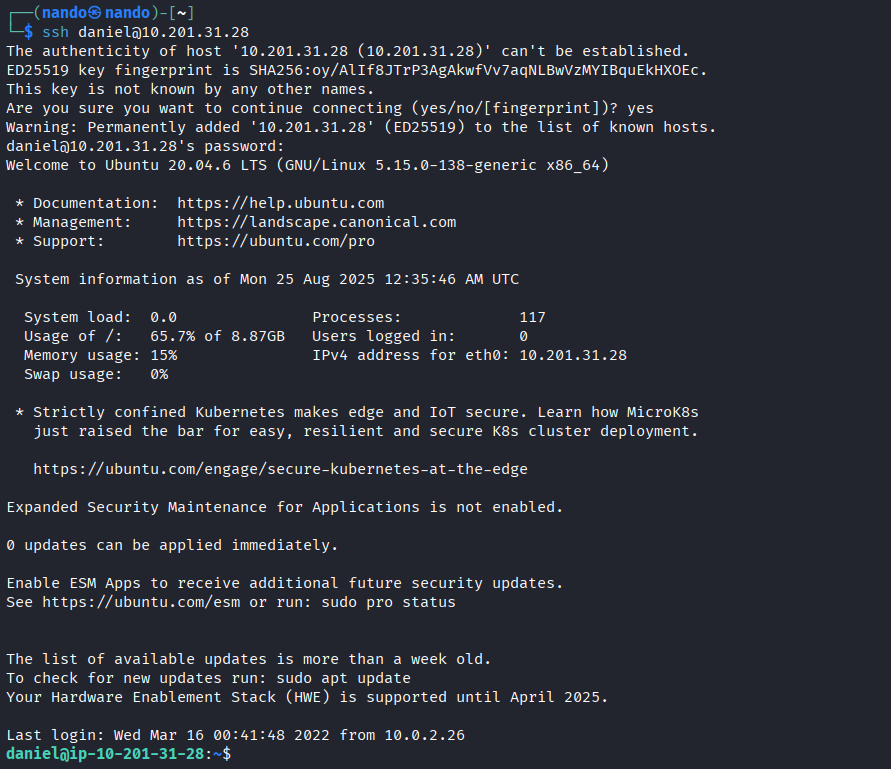 ┌──(nando㉿nando)-[~]
└─$ ssh daniel@10.201.31.28
The authenticity of host '10.201.31.28 (10.201.31.28)' can't be established.
ED25519 key fingerprint is SHA256:oy/AlIf8JTrP3AgAkwfVv7aqNLBwVzMYIBquEkHXOEc.
This key is not known by any other names.
Are you sure you want to continue connecting (yes/no/[fingerprint])? yes
Warning: Permanently added '10.201.31.28' (ED25519) to the list of known hosts.
daniel@10.201.31.28's password:
Welcome to Ubuntu 20.04.6 LTS (GNU/Linux 5.15.0-138-generic x86_64)

 * Documentation:  https://help.ubuntu.com
 * Management:     https://landscape.canonical.com
 * Support:        https://ubuntu.com/pro

 System information as of Mon 25 Aug 2025 12:35:46 AM UTC

  System load:  0.0               Processes:             117
  Usage of /:   65.7% of 8.87GB   Users logged in:       0
  Memory usage: 15%               IPv4 address for eth0: 10.201.31.28
  Swap usage:   0%

 * Strictly confined Kubernetes makes edge and IoT secure. Learn how MicroK8s
   just raised the bar for easy, resilient and secure K8s cluster deployment.

   https://ubuntu.com/engage/secure-kubernetes-at-the-edge

Expanded Security Maintenance for Applications is not enabled.

0 updates can be applied immediately.

Enable ESM Apps to receive additional future security updates.
See https://ubuntu.com/esm or run: sudo pro status


The list of available updates is more than a week old.
To check for new updates run: sudo apt update
Your Hardware Enablement Stack (HWE) is supported until April 2025.

Last login: Wed Mar 16 00:41:48 2022 from 10.0.2.26
daniel@ip-10-201-31-28:~$